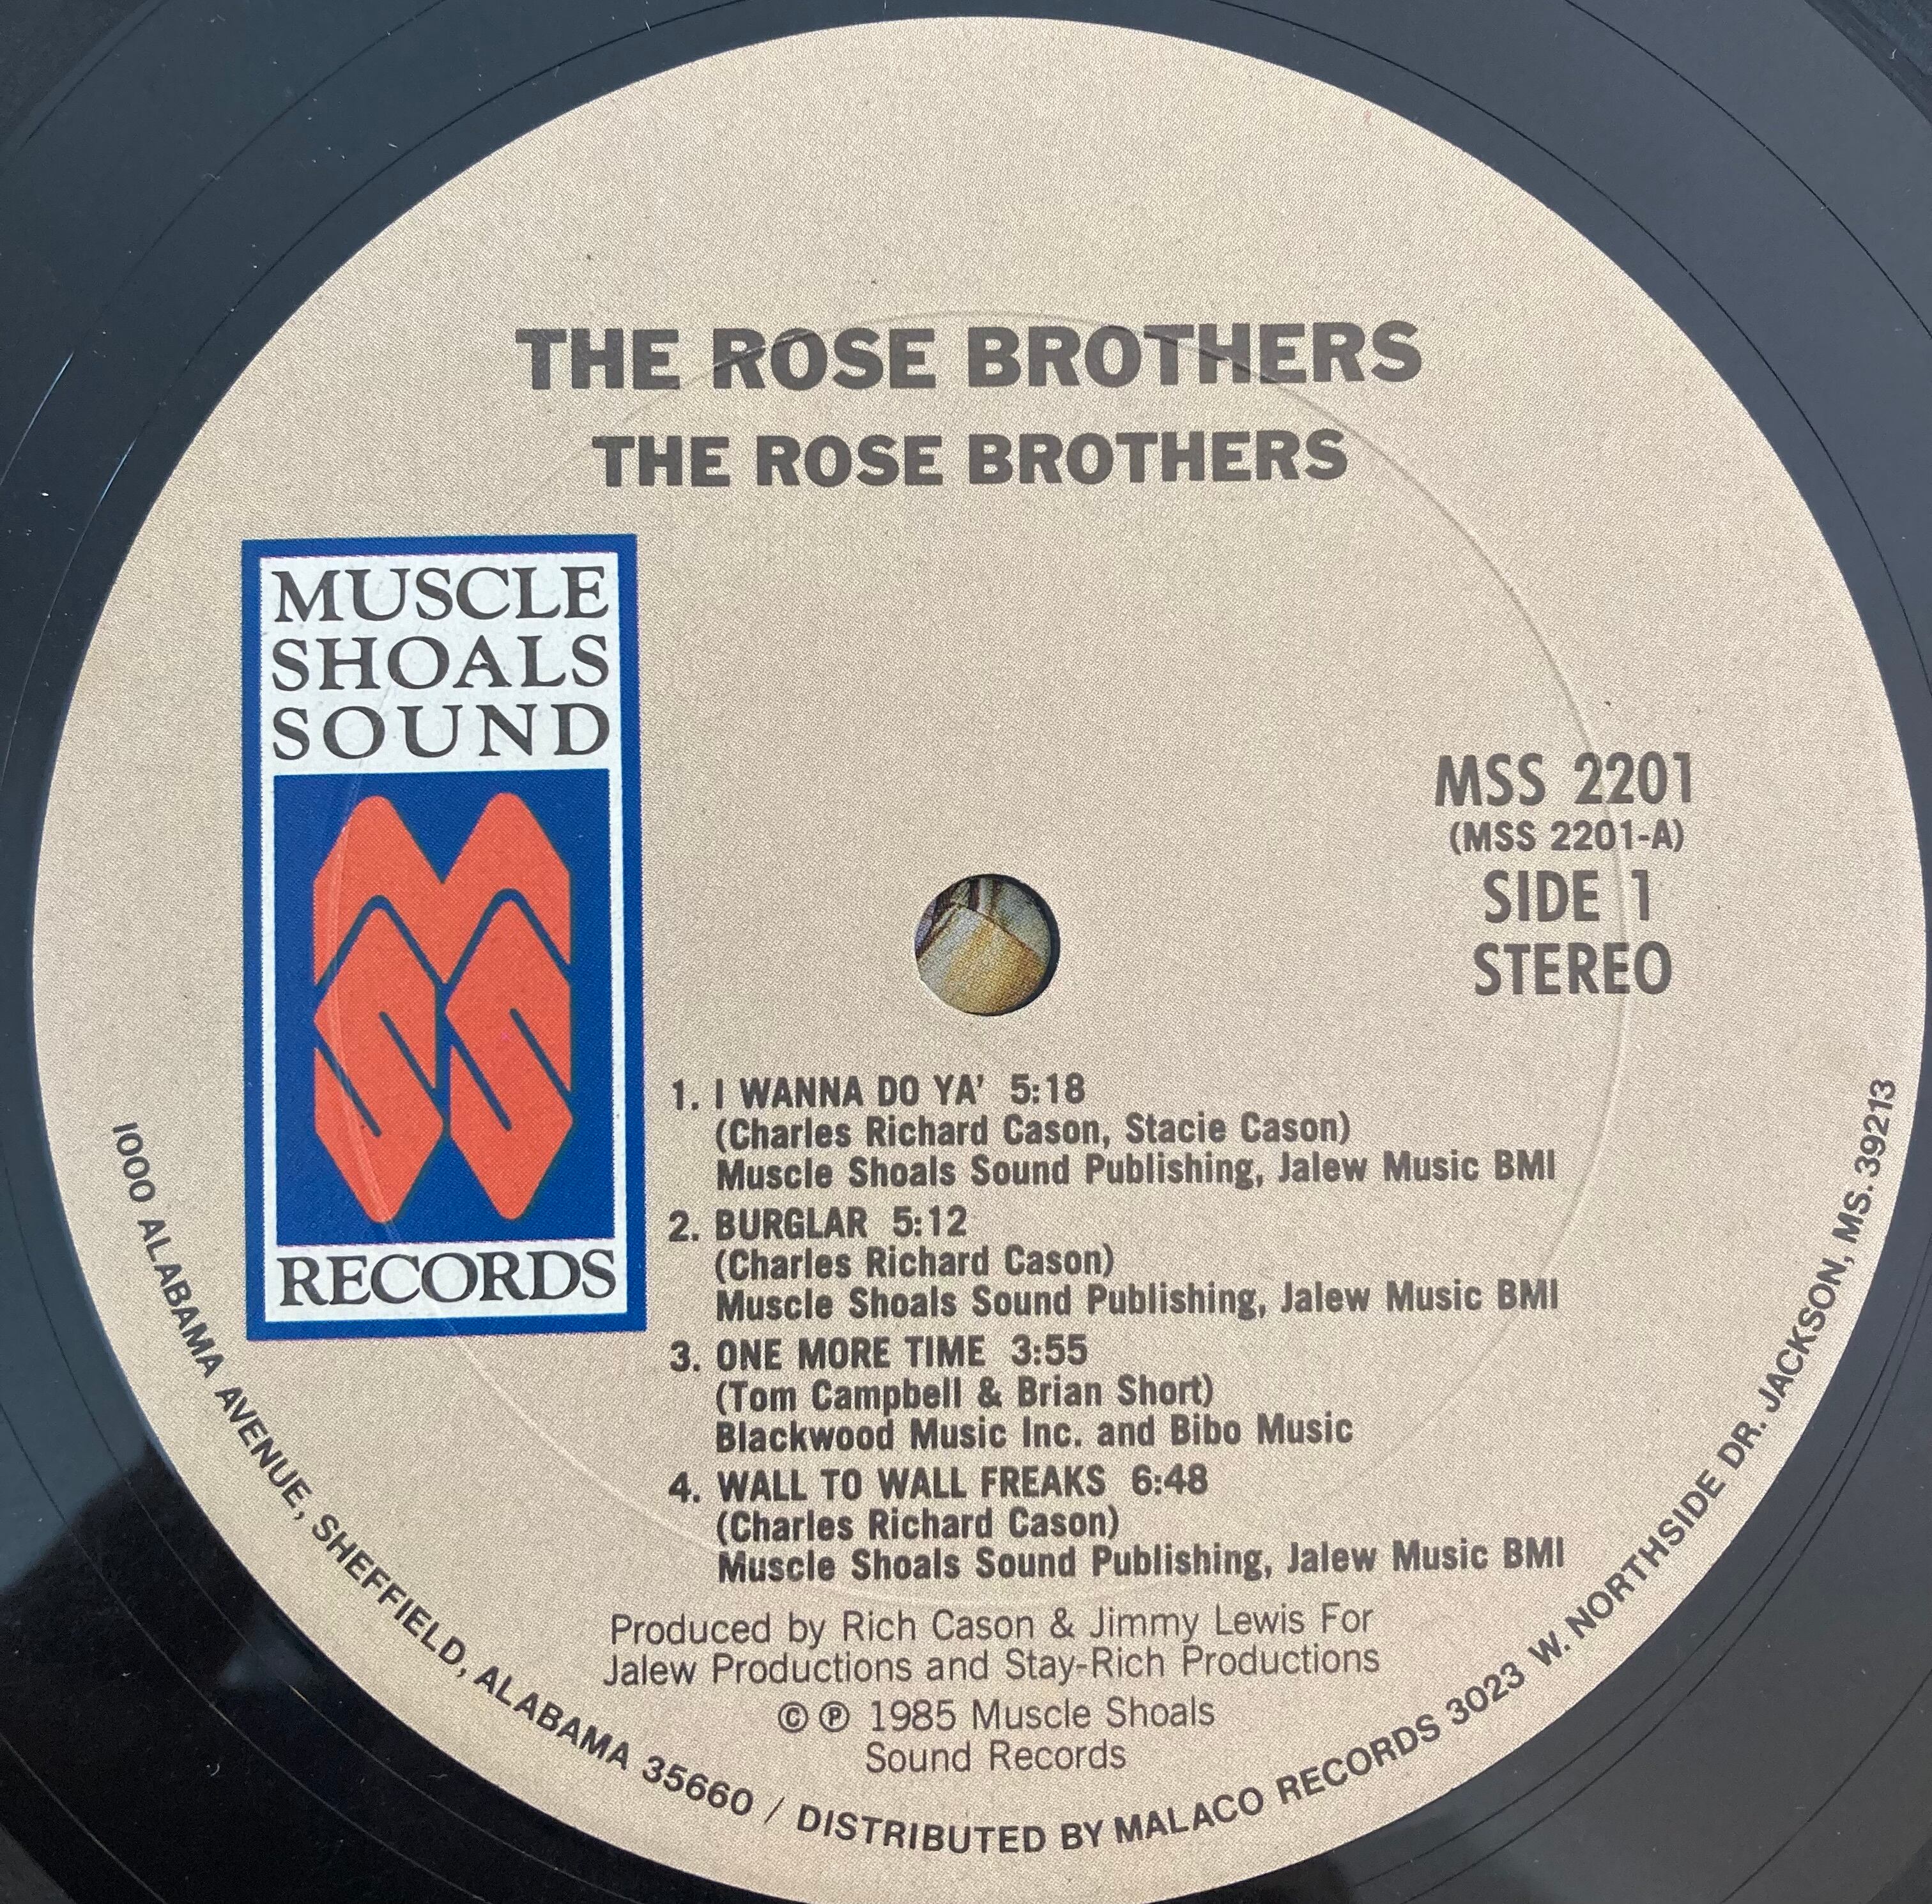 THE ROSE BROTHERS
THE ROSE BROTHERS
MUSCLE
SHOALS
SOUND
RECORDS
MSS 2201
(MSS 2201-A)
SIDE 1
STEREO
1. I WANNA DO YA' 5:18
(Charles Richard Cason, Stacie Cason)
Muscle Shoals Sound Publishing, Jalew Music BMI
2. BURGLAR 5:12
(Charles Richard Cason)
Muscle Shoals Sound Publishing, Jalew Music BMI
3. ONE MORE TIME 3:55
(Tom Campbell & Brian Short)
Blackwood Music Inc. and Bibo Music
4. WALL TO WALL FREAKS 6:48
(Charles Richard Cason)
Muscle Shoals Sound Publishing, Jalew Music BMI
Produced by Rich Cason & Jimmy Lewis For
Jalew Productions and Stay-Rich Productions
© ℗ 1985 Muscle Shoals
Sound Records
1000 ALABAMA AVENUE, SHEFFIELD, ALABAMA 35660 / DISTRIBUTED BY MALACO RECORDS 3023 W. NORTHSIDE DR. JACKSON, MS. 39213